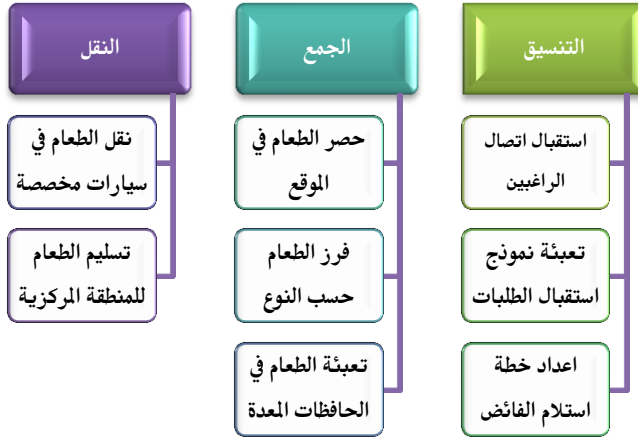 التنسيق
استقبال اتصال
الراغبين
تعبئة نموذج
استقبال الطلبات
اعداد خطة
استلام الفائض
الجمع
حصر الطعام في
الموقع
فرز الطعام
حسب النوع
تعبئة الطعام في
الحافظات المعدة
النقل
نقل الطعام في
سيارات مخصصة
تسليم الطعام
للمنطقة المركزية